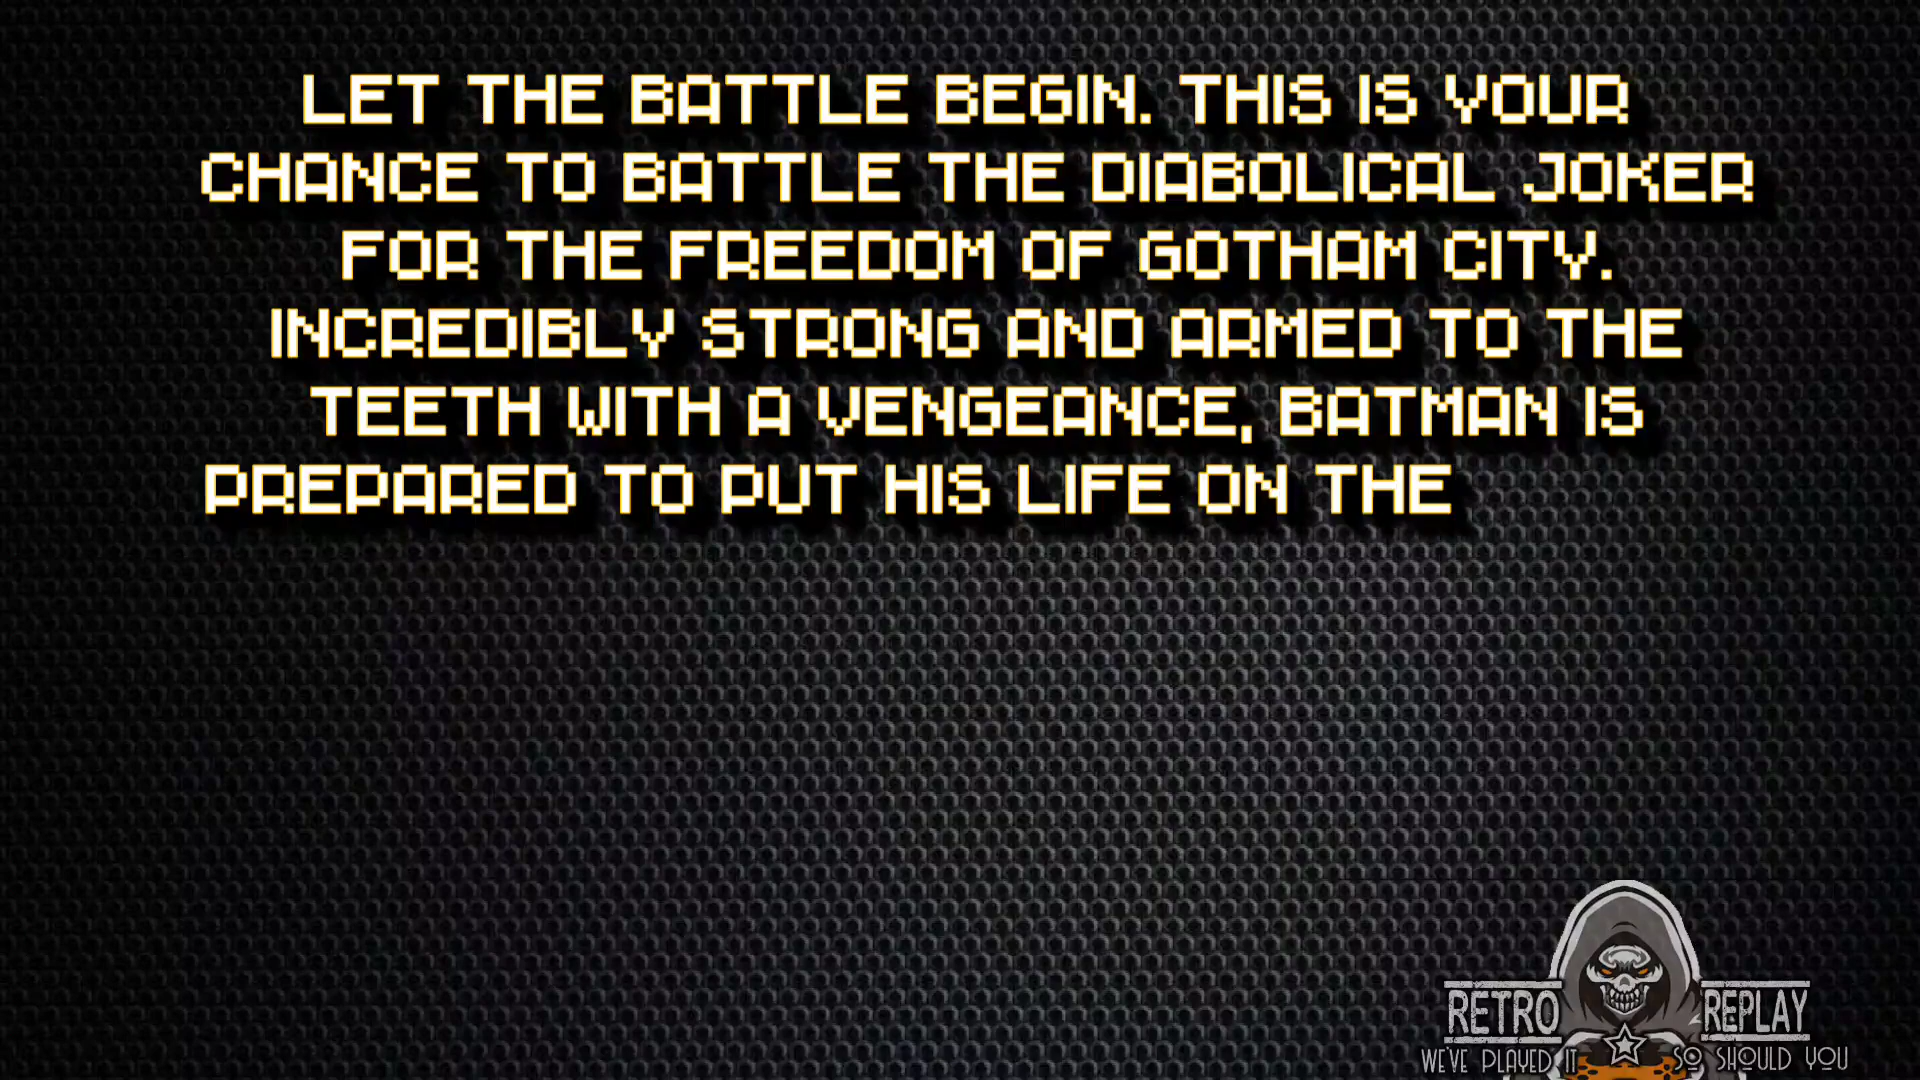 LET THE BATTLE BEGIN. THIS IS YOUR
CHANCE TO BATTLE THE DIABOLICAL JOKER
FOR THE FREEDOM OF GOTHAM CITY.
INCREDIBLY STRONG AND ARMED TO THE
TEETH WITH A VENGEANCE, BATMAN IS
PREPARED TO PUT HIS LIFE ON THE
RETRO REPLAY
WE'VE PLAYED IT SO SHOULD YOU